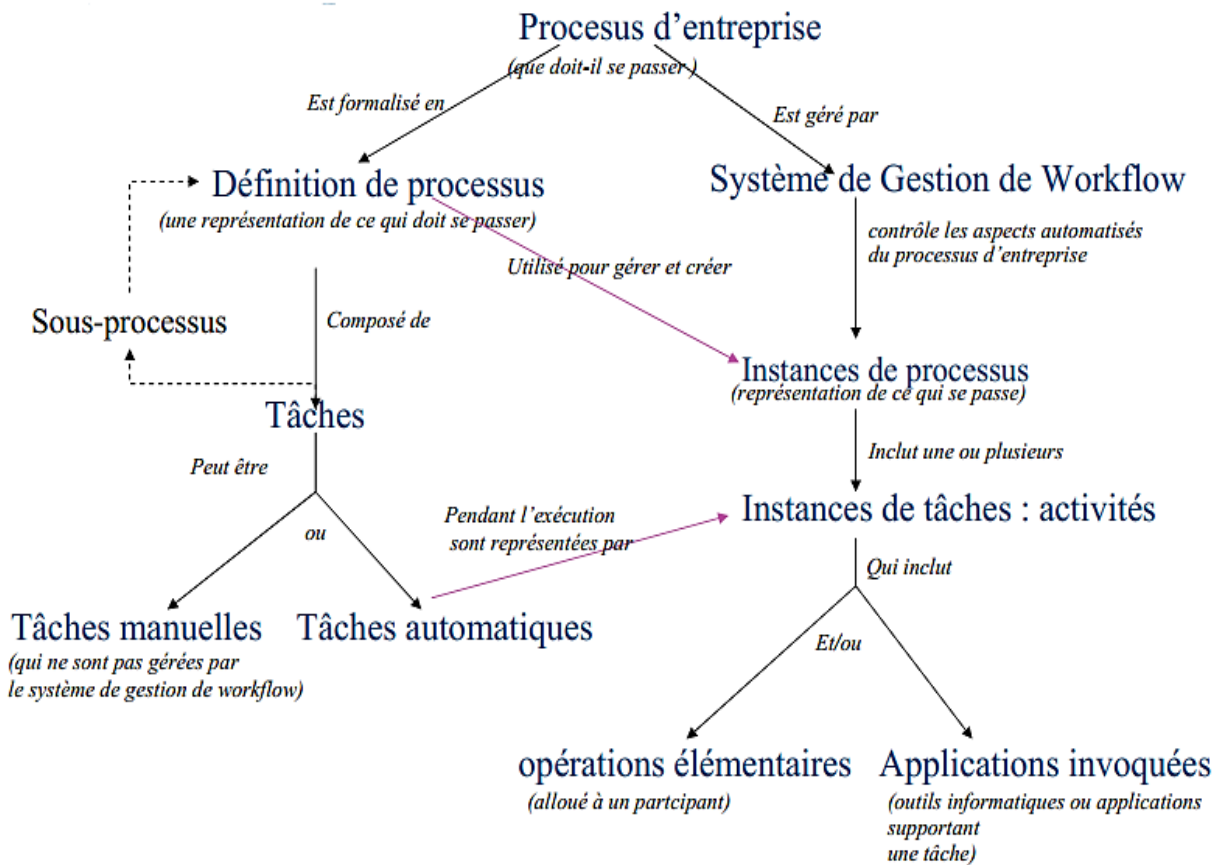 Procesus d'entreprise
(que doit-il se passer )
Est formalisé en
Est géré par
Définition de processus
(une représentation de ce qui doit se passer)
Système de Gestion de Workflow
contrôle les aspects automatisés
du processus d'entreprise
Utilisé pour gérer et créer
Sous-processus
Composé de
Instances de processus
(représentation de ce qui se passe)
Tâches
Peut être
Inclut une ou plusieurs
ou
Pendant l'exécution
sont représentées par
Instances de tâches : activités
Qui inclut
Tâches manuelles
(qui ne sont pas gérées par
le système de gestion de workflow)
Tâches automatiques
Et/ou
opérations élémentaires
(alloué à un partcipant)
Applications invoquées
(outils informatiques ou applications
supportant
une tâche)